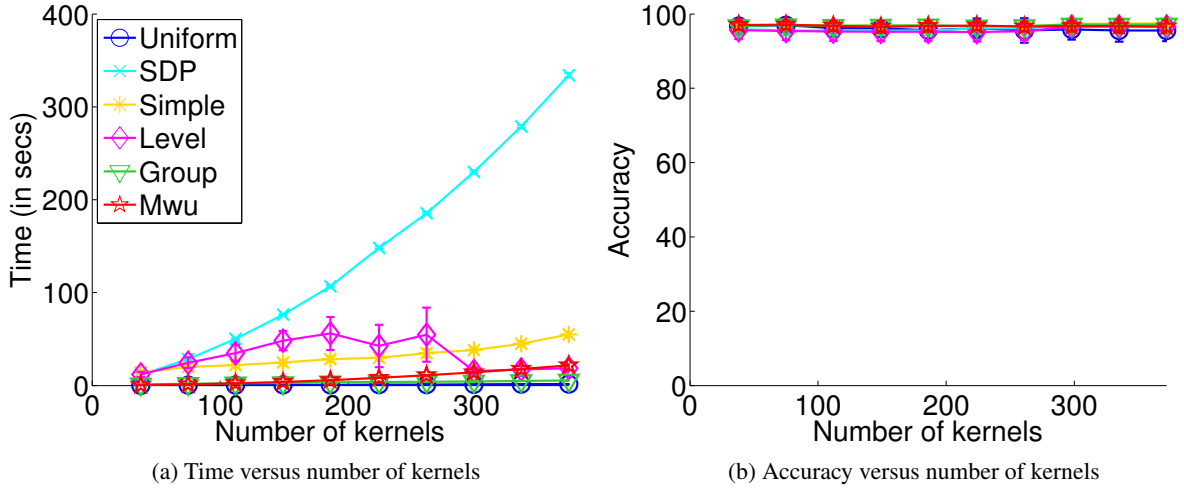 400
300
200
100
0
Time (in secs)
Uniform
SDP
Simple
Level
Group
Mwu
0
100
200
300
Number of kernels
(a) Time versus number of kernels
100
80
60
40
20
0
Accuracy
0
100
200
300
Number of kernels
(b) Accuracy versus number of kernels